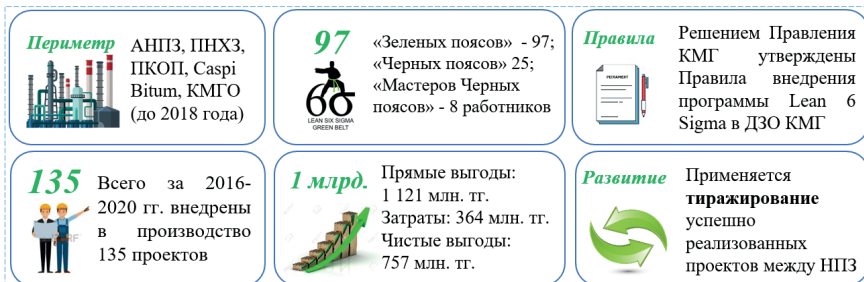 Периметр
АНПЗ, ПНХЗ,
ПКОП, Caspi
Bitum, КМГО
(до 2018 года)
97
LEAN SIX SIGMA
GREEN BELT
«Зеленых поясов» - 97;
«Черных поясов» 25;
«Мастеров Черных
поясов» - 8 работников
Правила
РЕГЛАМЕНТ
Решением Правления
КМГ утверждены
Правила внедрения
программы Lean 6
Sigma в ДЗО КМГ
135
Всего за 2016-
2020 гг. внедрены
в производство
135 проектов
1 млрд.
Прямые выгоды:
1 121 млн. тг.
Затраты: 364 млн. тг.
Чистые выгоды:
757 млн. тг.
Развитие
Применяется
тиражирование
успешно
реализованных
проектов между НПЗ